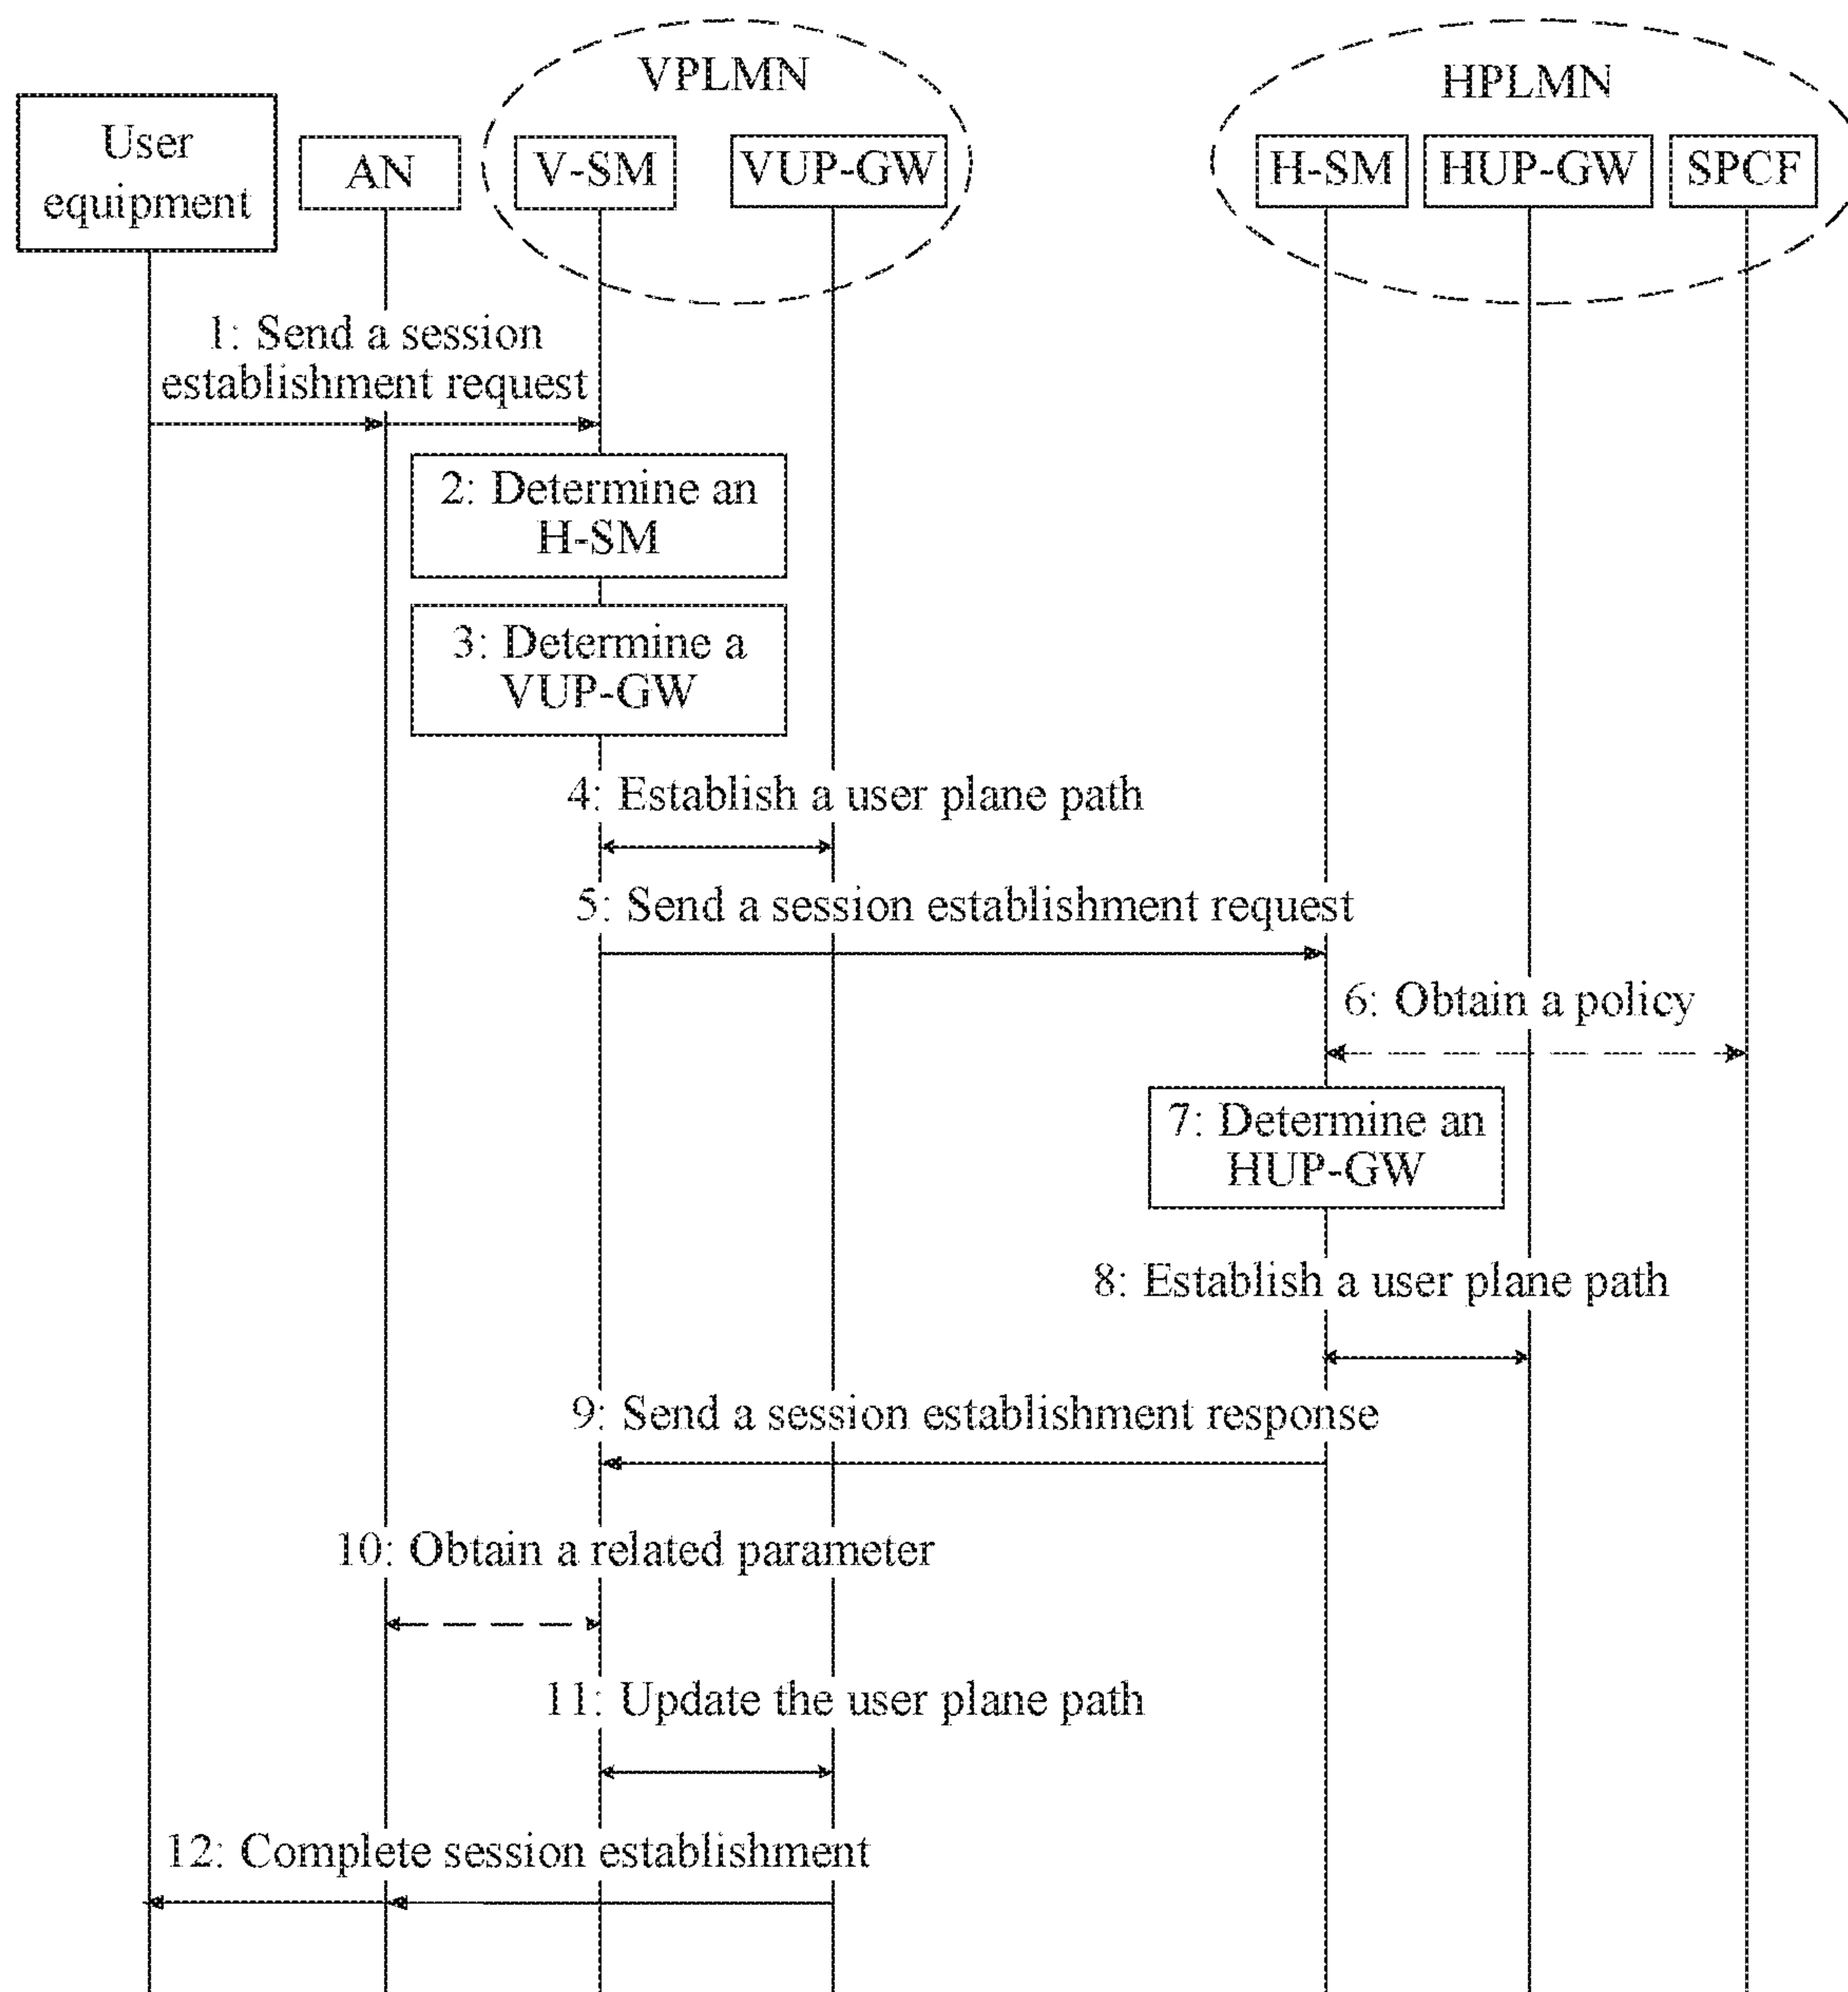 VPLMN
HPLMN
User
equipment
AN
V-SM
VUP-GW
H-SM
HUP-GW
SPCF
1: Send a session
establishment request
2: Determine an
H-SM
3: Determine a
VUP-GW
4: Establish a user plane path
5: Send a session establishment request
6: Obtain a policy
7: Determine an
HUP-GW
8: Establish a user plane path
9: Send a session establishment response
10: Obtain a related parameter
11: Update the user plane path
12: Complete session establishment